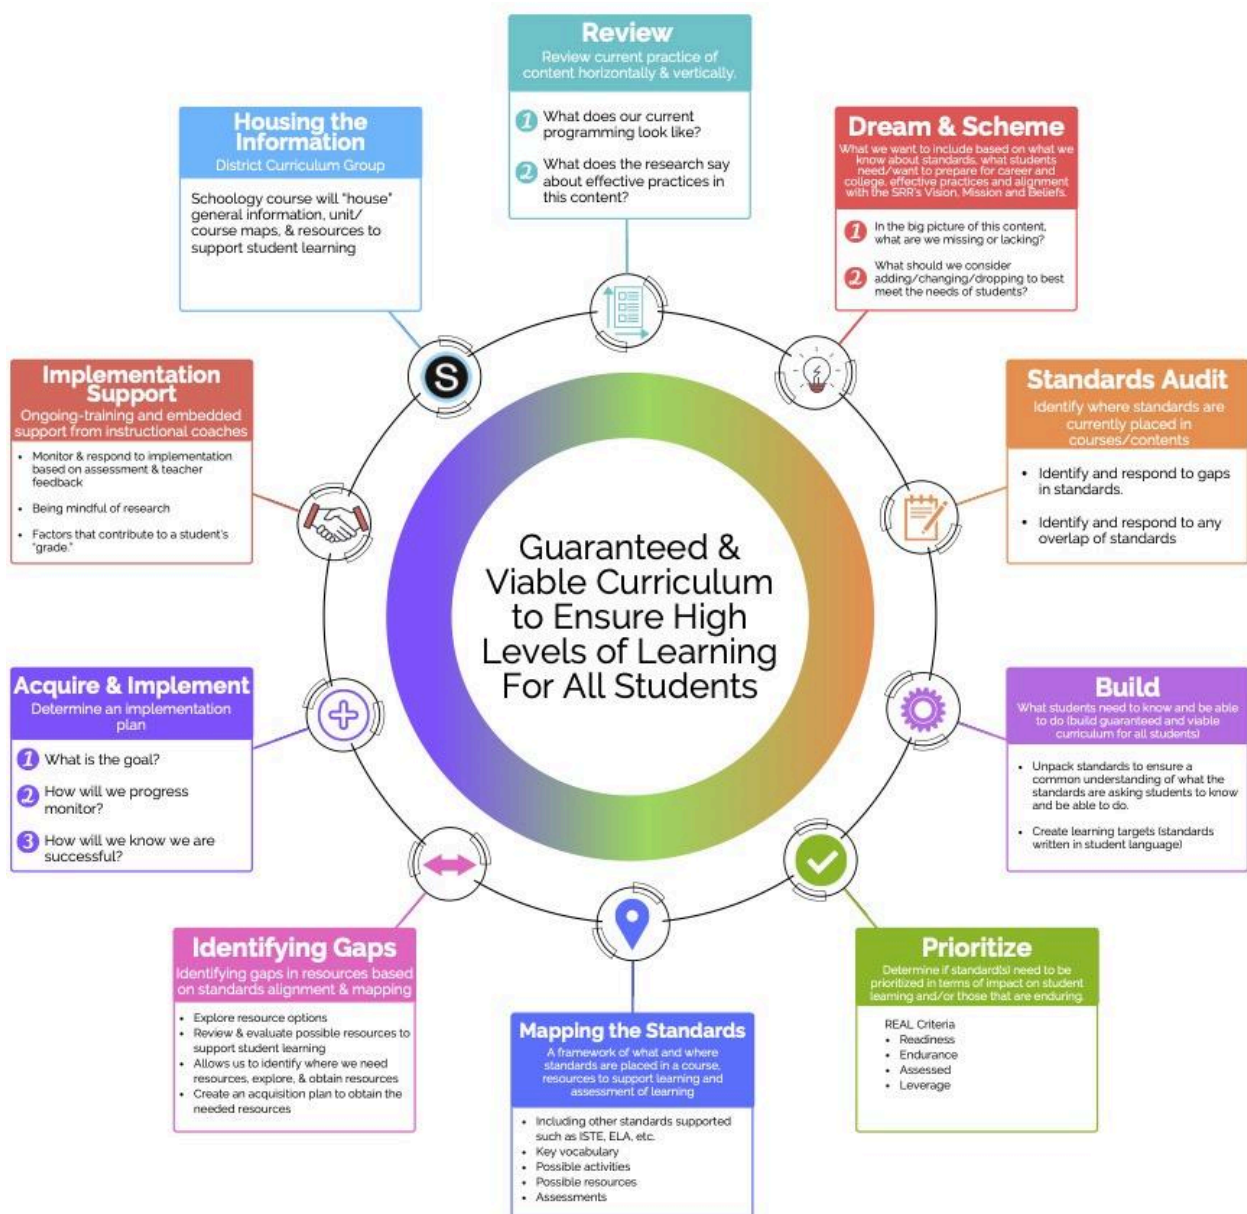 Review
Review current practice of
content horizontally & vertically.
1 What does our current
programming look like?
2 What does the research say
about effective practices in
this content?
Dream & Scheme
What we want to include based on what we
know about standards, what students
need/want to prepare for career and
college, effective practices and alignment
with the SRR's Vision, Mission and Beliefs.
1 In the big picture of this content,
what are we missing or lacking?
2 What should we consider
adding/changing/dropping to best
meet the needs of students?
Standards Audit
Identify where standards are
currently placed in
courses/contents
• Identify and respond to gaps
in standards.
• Identify and respond to any
overlap of standards
Build
What students need to know and be able
to do (build guaranteed and viable
curriculum for all students)
• Unpack standards to ensure a
common understanding of what the
standards are asking students to know
and be able to do.
• Create learning targets (standards
written in student language)
Prioritize
Determine if standard(s) need to be
prioritized in terms of impact on student
learning and/or those that are enduring.
REAL Criteria
• Readiness
• Endurance
• Assessed
• Leverage
Mapping the Standards
A framework of what and where
standards are placed in a course,
resources to support learning and
assessment of learning
• Including other standards supported
such as ISTE, ELA, etc.
• Key vocabulary
• Possible activities
• Possible resources
• Assessments
Identifying Gaps
Identifying gaps in resources based
on standards alignment & mapping
• Explore resource options
• Review & evaluate possible resources to
support student learning
• Allows us to identify where we need
resources, explore, & obtain resources
• Create an acquisition plan to obtain the
needed resources
Acquire & Implement
Determine an implementation
plan
1 What is the goal?
2 How will we progress
monitor?
3 How will we know we are
successful?
Implementation
Support
Ongoing-training and embedded
support from instructional coaches
• Monitor & respond to implementation
based on assessment & teacher
feedback
• Being mindful of research
• Factors that contribute to a student's
"grade."
Housing the
Information
District Curriculum Group
Schoology course will "house"
general information, unit/
course maps, & resources to
support student learning
S
Guaranteed &
Viable Curriculum
to Ensure High
Levels of Learning
For All Students